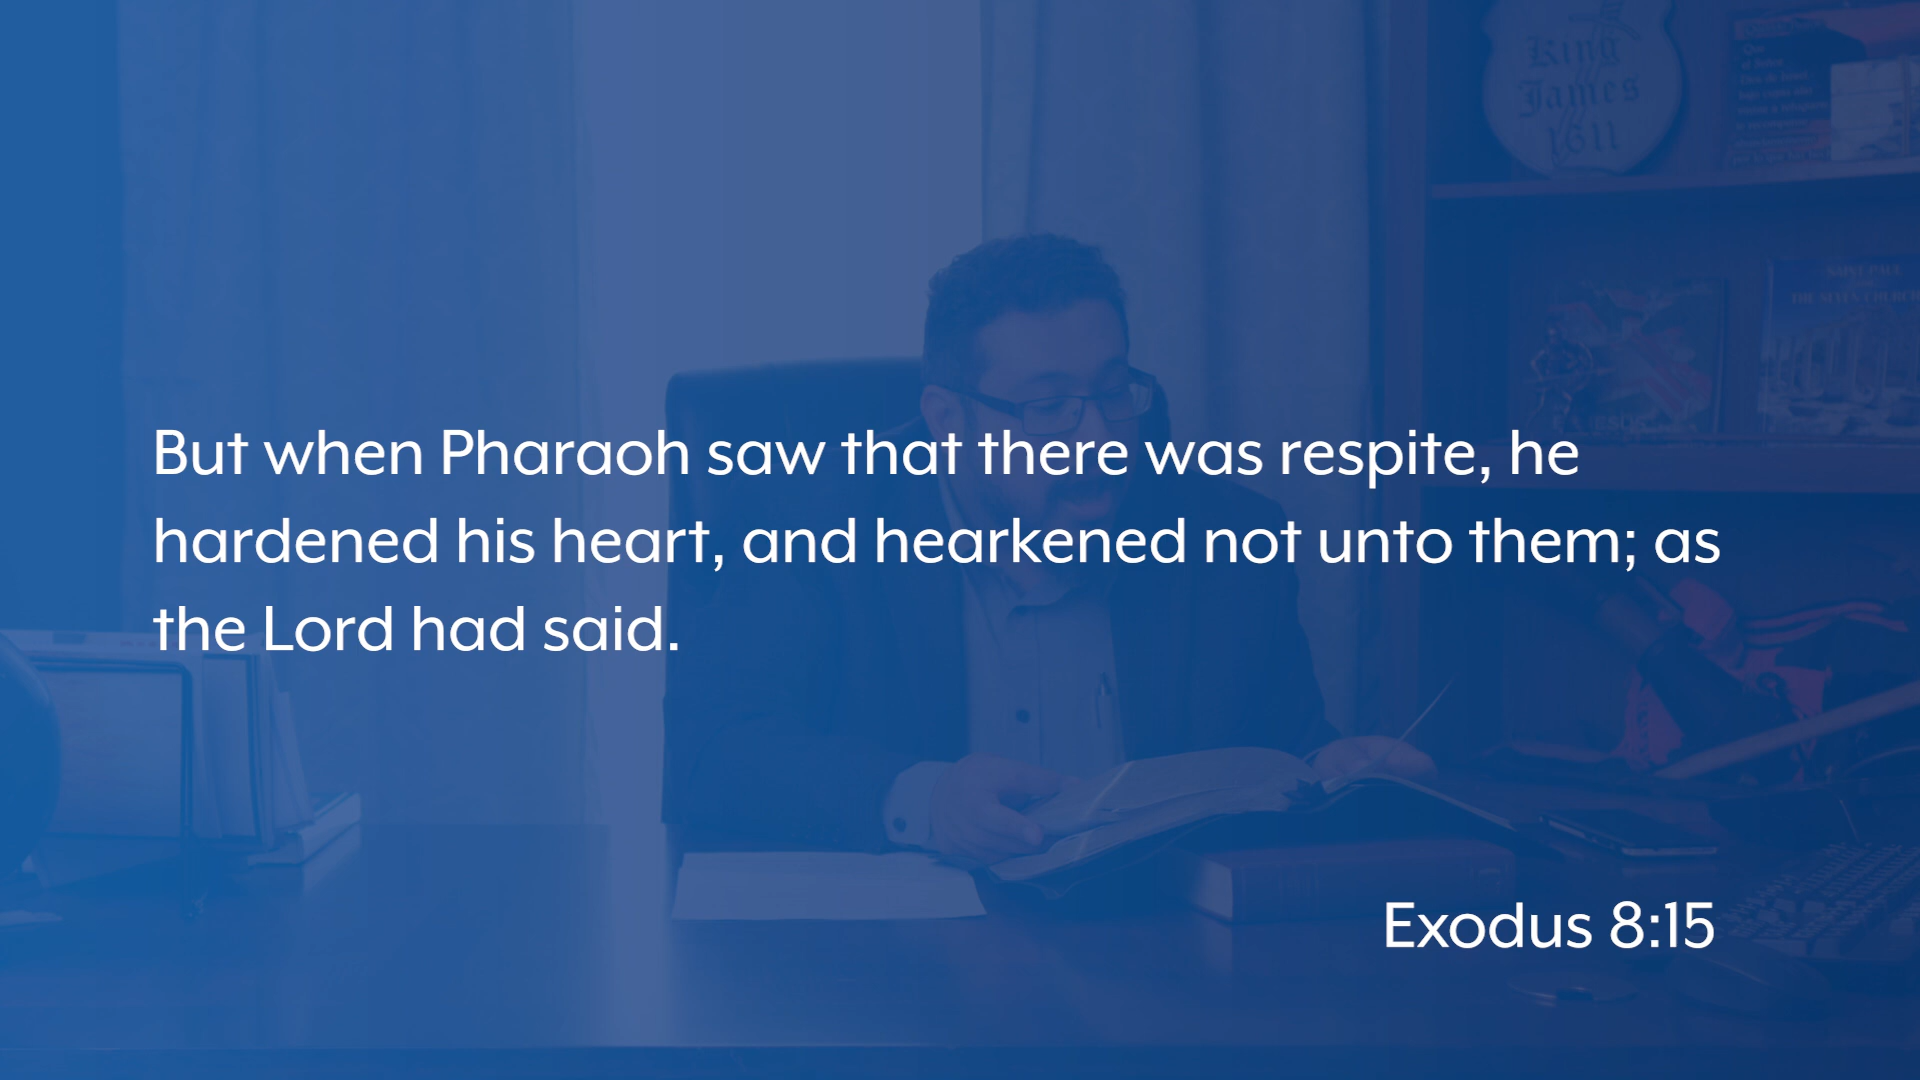 King
James
1611
But when Pharaoh saw that there was respite, he
hardened his heart, and hearkened not unto them; as
the Lord had said.
Exodus 8:15